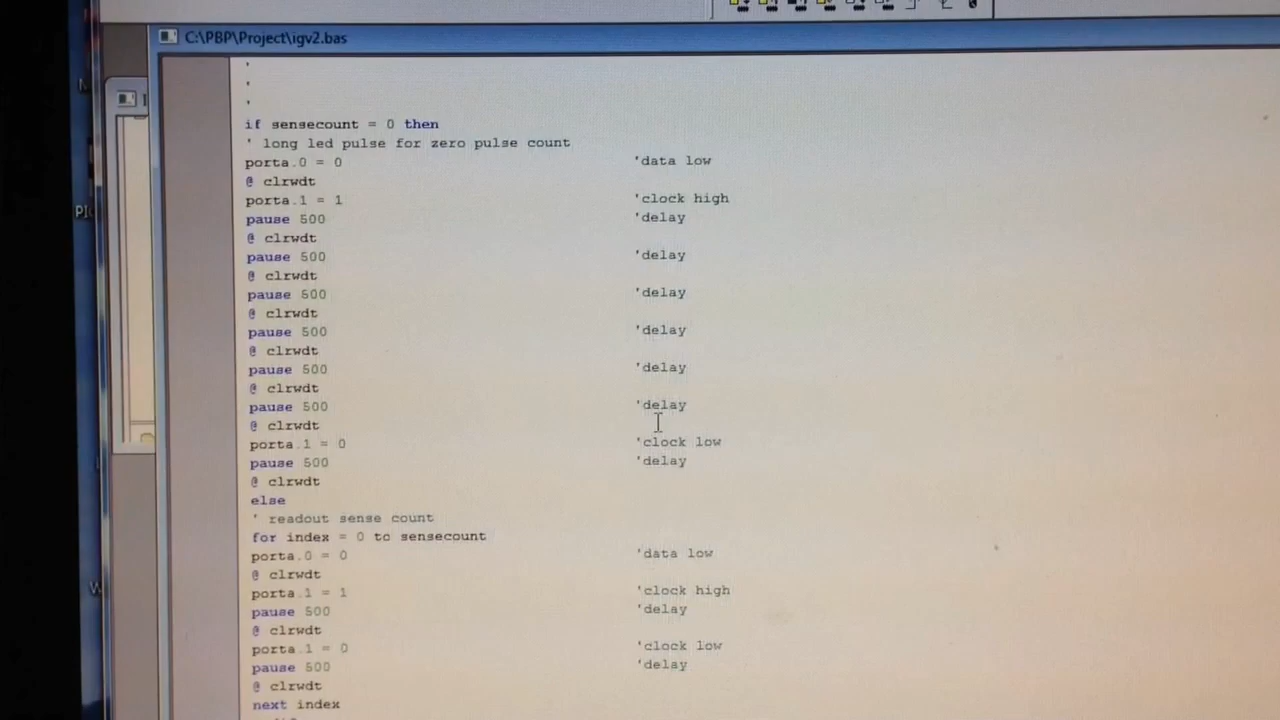 C:\PBP\Project\igv2.bas
'
'
'
if sensecount = 0 then
' long led pulse for zero pulse count
porta.0 = 0 'data low
@ clrwdt
porta.1 = 1 'clock high
pause 500 'delay
@ clrwdt
pause 500 'delay
@ clrwdt
pause 500 'delay
@ clrwdt
pause 500 'delay
@ clrwdt
pause 500 'delay
@ clrwdt
pause 500 'delay
@ clrwdt
porta.1 = 0 'clock low
pause 500 'delay
@ clrwdt
else
' readout sense count
for index = 0 to sensecount
porta.0 = 0 'data low
@ clrwdt
porta.1 = 1 'clock high
pause 500 'delay
@ clrwdt
porta.1 = 0 'clock low
pause 500 'delay
@ clrwdt
next index